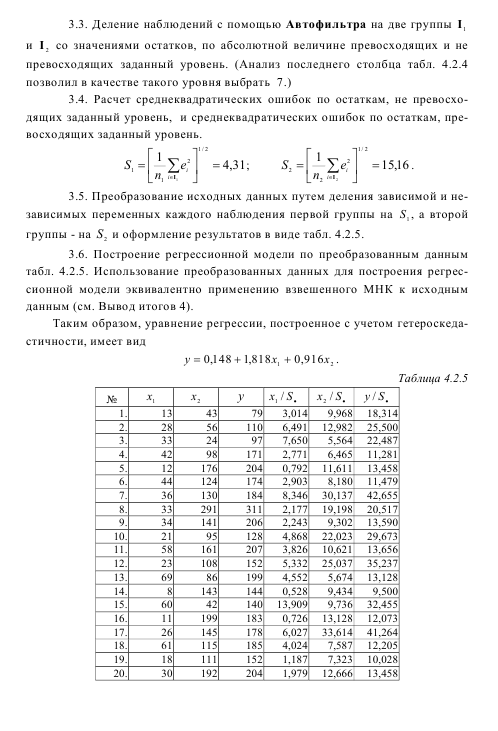 3.3. Деление наблюдений с помощью Автофильтра на две группы I₁
и I₂ со значениями остатков, по абсолютной величине превосходящих и не
превосходящих заданный уровень. (Анализ последнего столбца табл. 4.2.4
позволил в качестве такого уровня выбрать 7.)
3.4. Расчет среднеквадратических ошибок по остаткам, не превосхо-
дящих заданный уровень, и среднеквадратических ошибок по остаткам, пре-
восходящих заданный уровень.
S₁ = [1/n₁ ∑_{i∈I₁} e_i²]^{1/2} = 4,31; S₂ = [1/n₂ ∑_{i∈I₂} e_i²]^{1/2} = 15,16.
3.5. Преобразование исходных данных путем деления зависимой и не-
зависимых переменных каждого наблюдения первой группы на S₁, а второй
группы - на S₂ и оформление результатов в виде табл. 4.2.5.
3.6. Построение регрессионной модели по преобразованным данным
табл. 4.2.5. Использование преобразованных данных для построения регрес-
сионной модели эквивалентно применению взвешенного МНК к исходным
данным (см. Вывод итогов 4).
Таким образом, уравнение регрессии, построенное с учетом гетероскеда-
стичности, имеет вид
y = 0,148 + 1,818x₁ + 0,916x₂.
Таблица 4.2.5
№ x₁ x₂ y x₁ / S• x₂ / S• y / S•
1. 13 43 79 3,014 9,968 18,314
2. 28 56 110 6,491 12,982 25,500
3. 33 24 97 7,650 5,564 22,487
4. 42 98 171 2,771 6,465 11,281
5. 12 176 204 0,792 11,611 13,458
6. 44 124 174 2,903 8,180 11,479
7. 36 130 184 8,346 30,137 42,655
8. 33 291 311 2,177 19,198 20,517
9. 34 141 206 2,243 9,302 13,590
10. 21 95 128 4,868 22,023 29,673
11. 58 161 207 3,826 10,621 13,656
12. 23 108 152 5,332 25,037 35,237
13. 69 86 199 4,552 5,674 13,128
14. 8 143 144 0,528 9,434 9,500
15. 60 42 140 13,909 9,736 32,455
16. 11 199 183 0,726 13,128 12,073
17. 26 145 178 6,027 33,614 41,264
18. 61 115 185 4,024 7,587 12,205
19. 18 111 152 1,187 7,323 10,028
20. 30 192 204 1,979 12,666 13,458